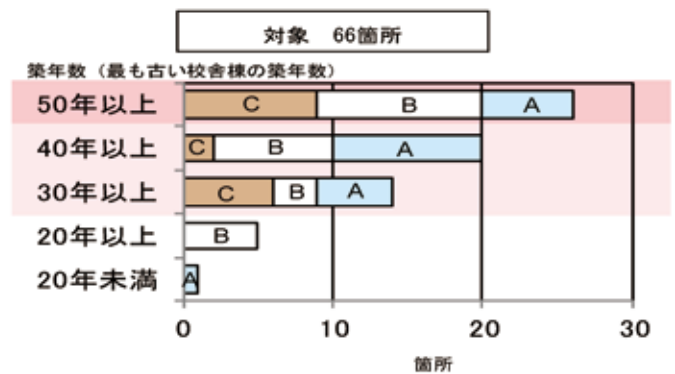 対象　66箇所
築年数（最も古い校舎棟の築年数）
50年以上 C B A
40年以上 C B A
30年以上 C B A
20年以上 B
20年未満 A
0 10 20 30
箇所